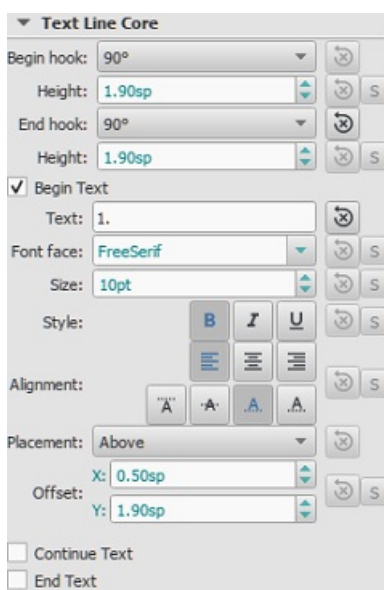 Text Line Core
Begin hook: 90°
Height: 1.90sp S
End hook: 90°
Height: 1.90sp S
Begin Text
Text: 1.
Font face: FreeSerif S
Size: 10pt S
Style: B I U S
Alignment: S
A A A A
Placement: Above
X: 0.50sp
Offset: S
Y: 1.90sp
Continue Text
End Text